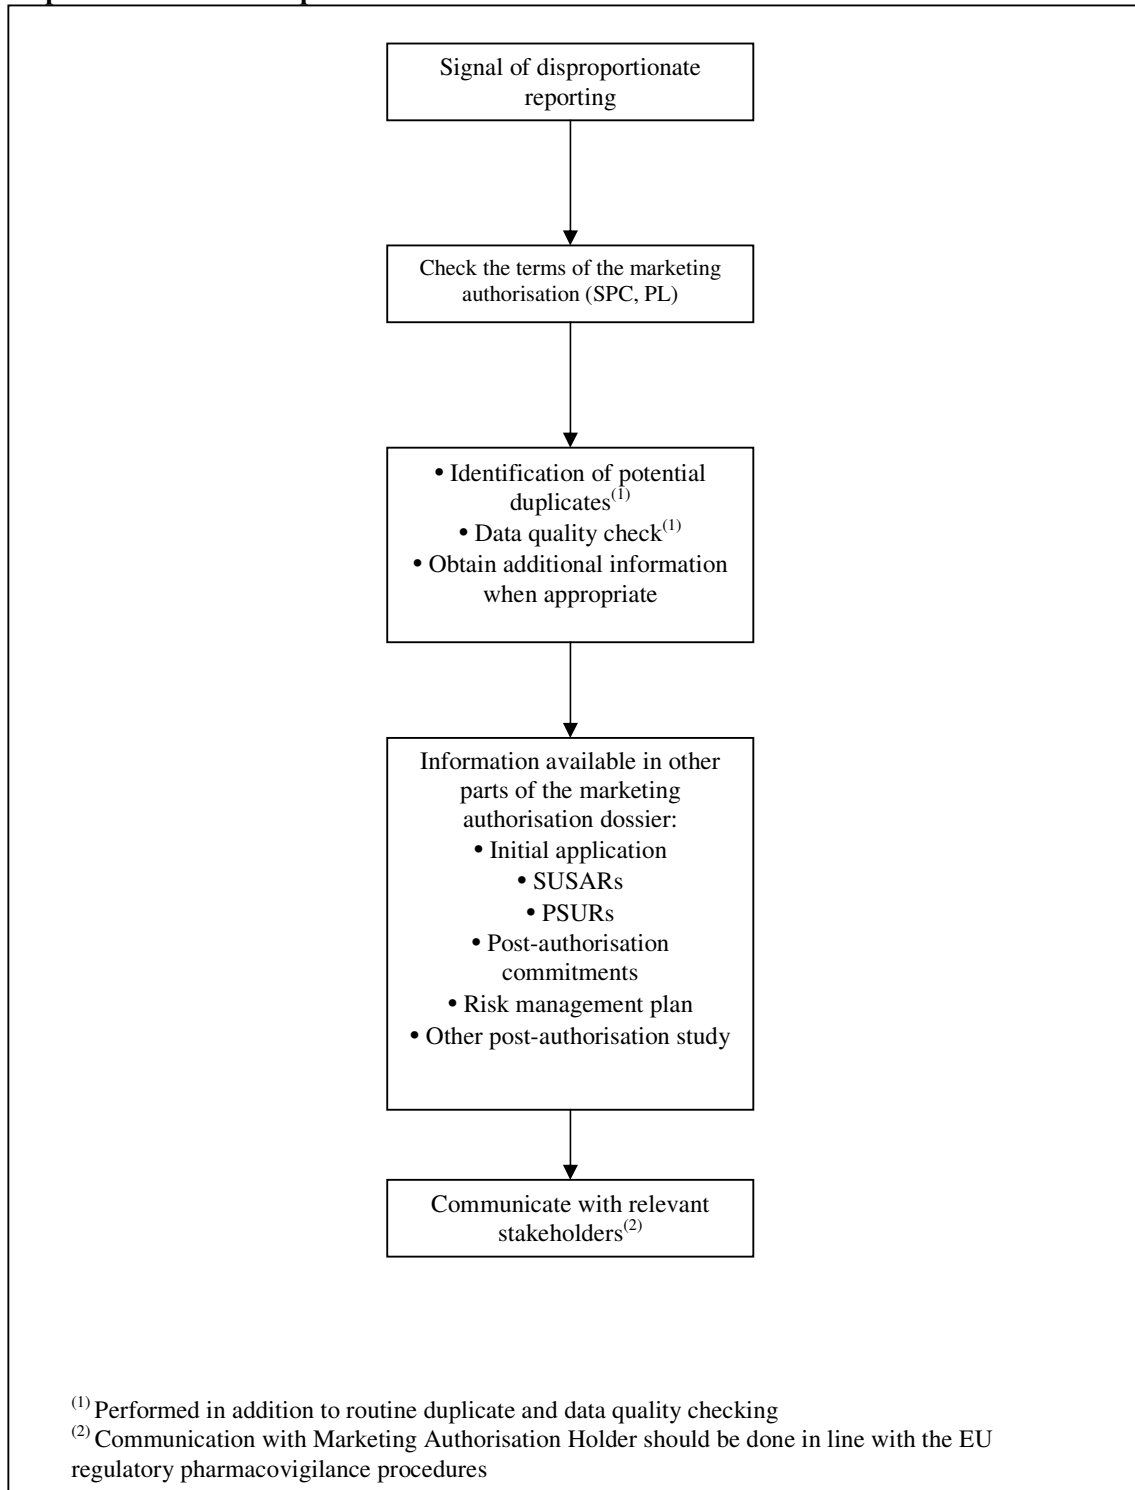 Signal of disproportionate
reporting
Check the terms of the marketing
authorisation (SPC, PL)
• Identification of potential
duplicates(1)
• Data quality check(1)
• Obtain additional information
when appropriate
Information available in other
parts of the marketing
authorisation dossier:
• Initial application
• SUSARs
• PSURs
• Post-authorisation
commitments
• Risk management plan
• Other post-authorisation study
Communicate with relevant
stakeholders(2)
(1) Performed in addition to routine duplicate and data quality checking
(2) Communication with Marketing Authorisation Holder should be done in line with the EU
regulatory pharmacovigilance procedures